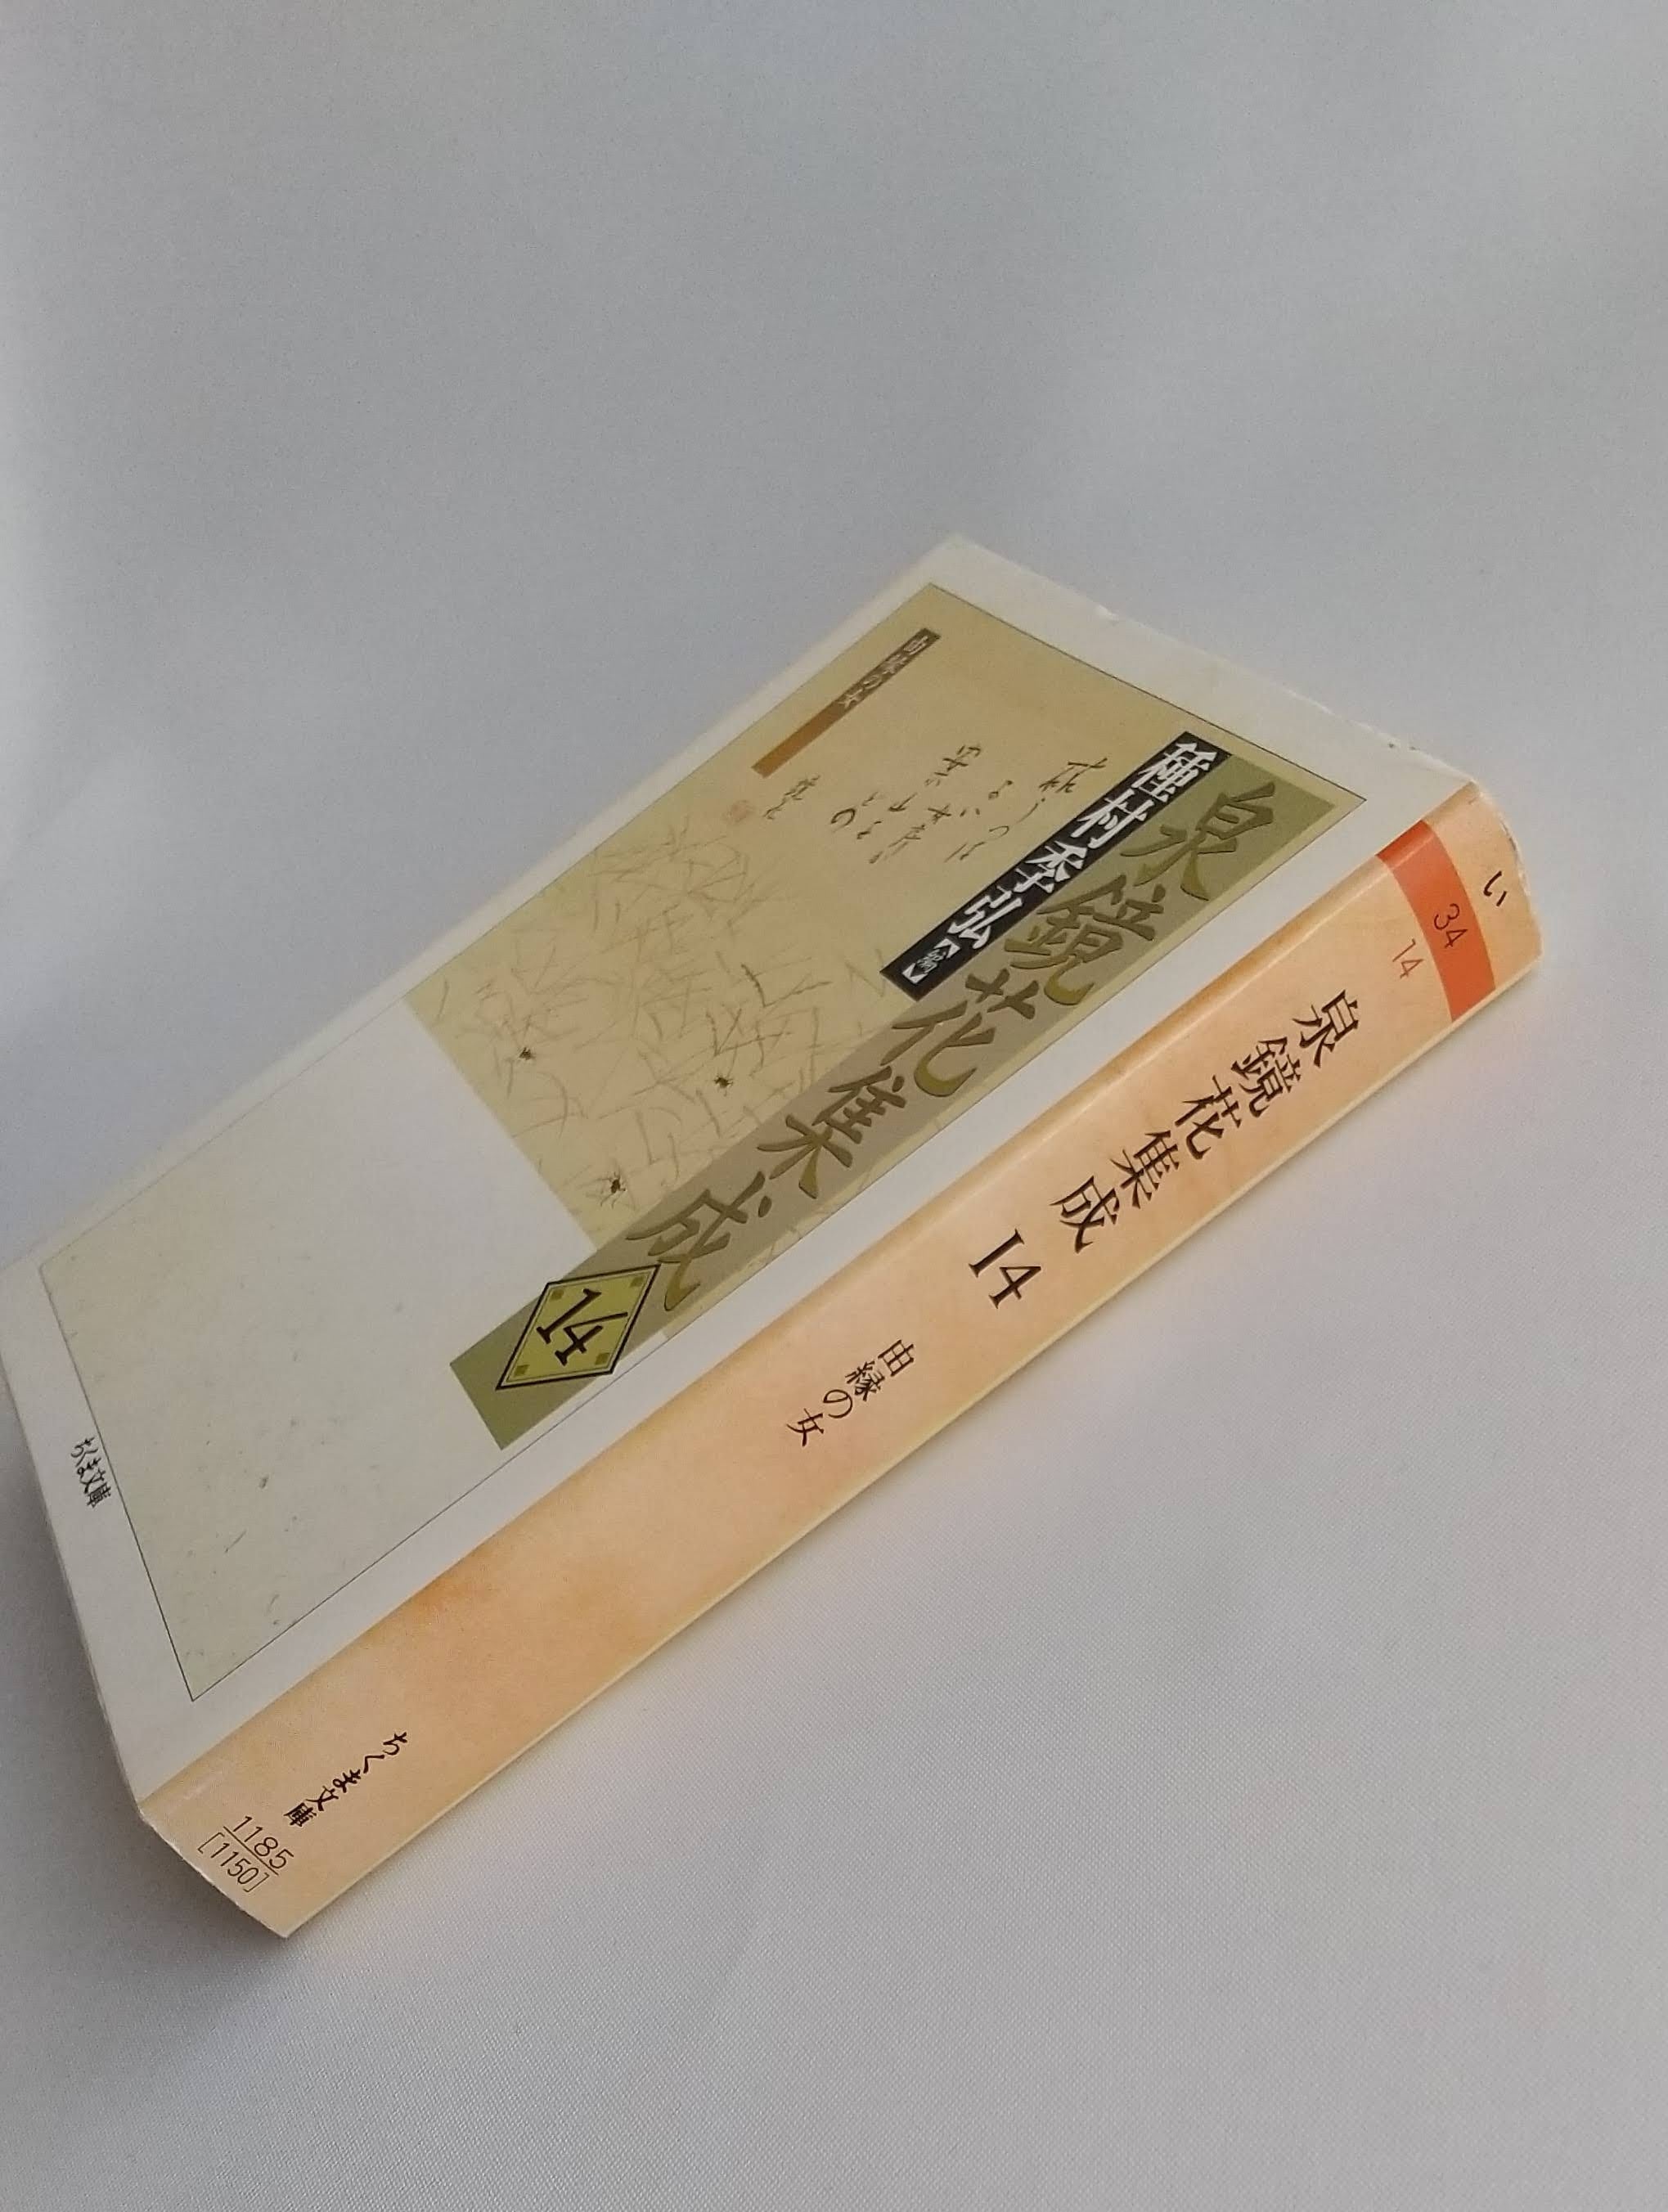 泉鏡花集成
14
種村季弘【編】
由縁の女
ちくま文庫
い
34
14
泉鏡花集成 14
由縁の女
ちくま文庫
1185
[1150]